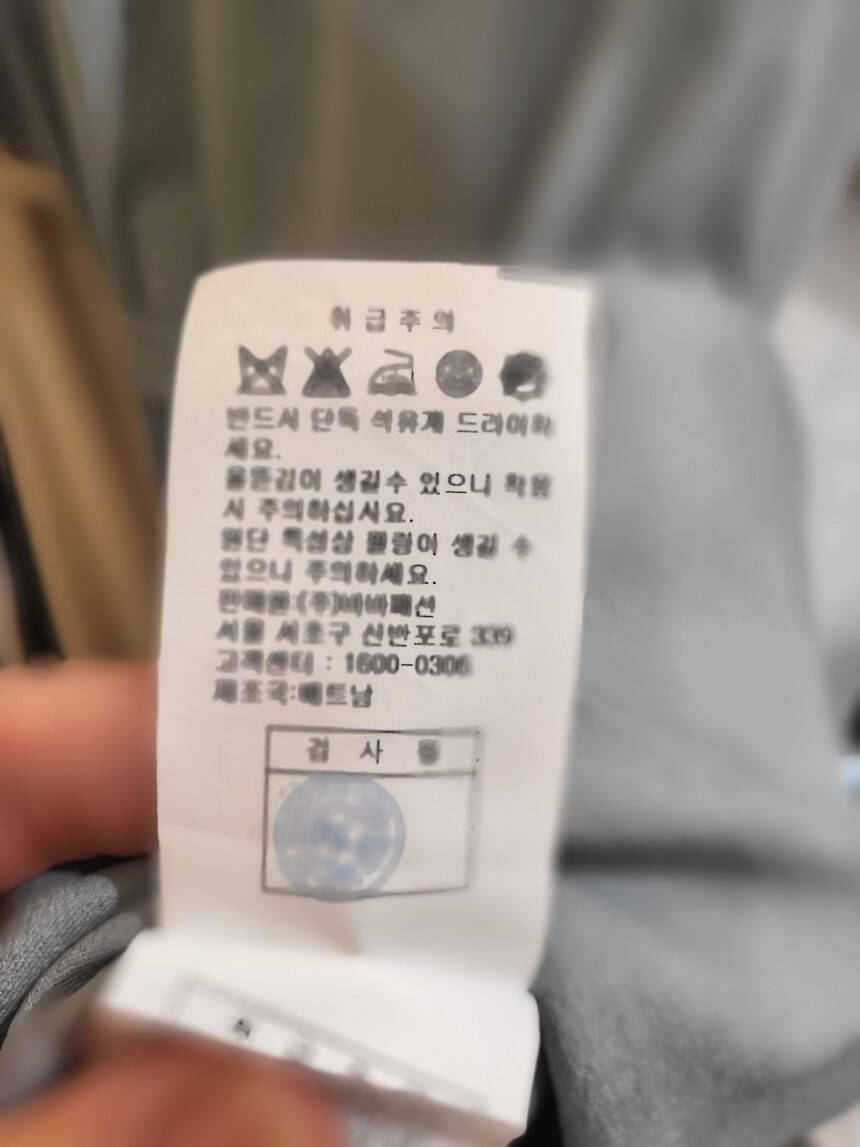 취급주의
반드시 단독 석유계 드라이하
세요.
올뜯김이 생길수 있으니 착용
시 주의하십시요.
원단 특성상 필링이 생길 수
있으니 주의하세요.
판매원:(주)바바패션
서울 서초구 신반포로 339
고객센터 : 1600-0306
제조국:베트남
검 사 필